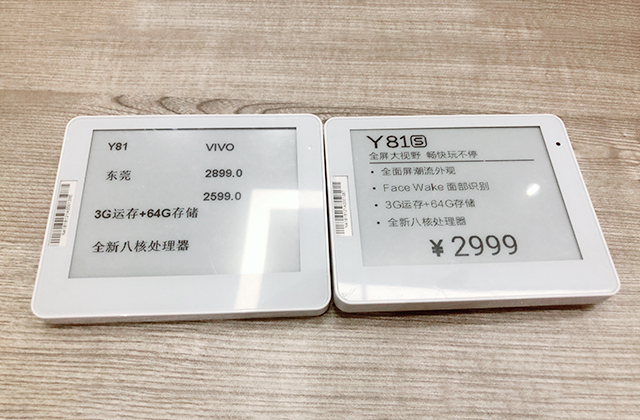 Y81 VIVO
东莞 2899.0
2599.0
3G运存+64G存储
全新八核处理器
Y81S
全屏大视野 畅快玩不停
• 全面屏潮流外观
• Face Wake 面部识别
• 3G运存+64G存储
• 全新八核处理器
¥2999